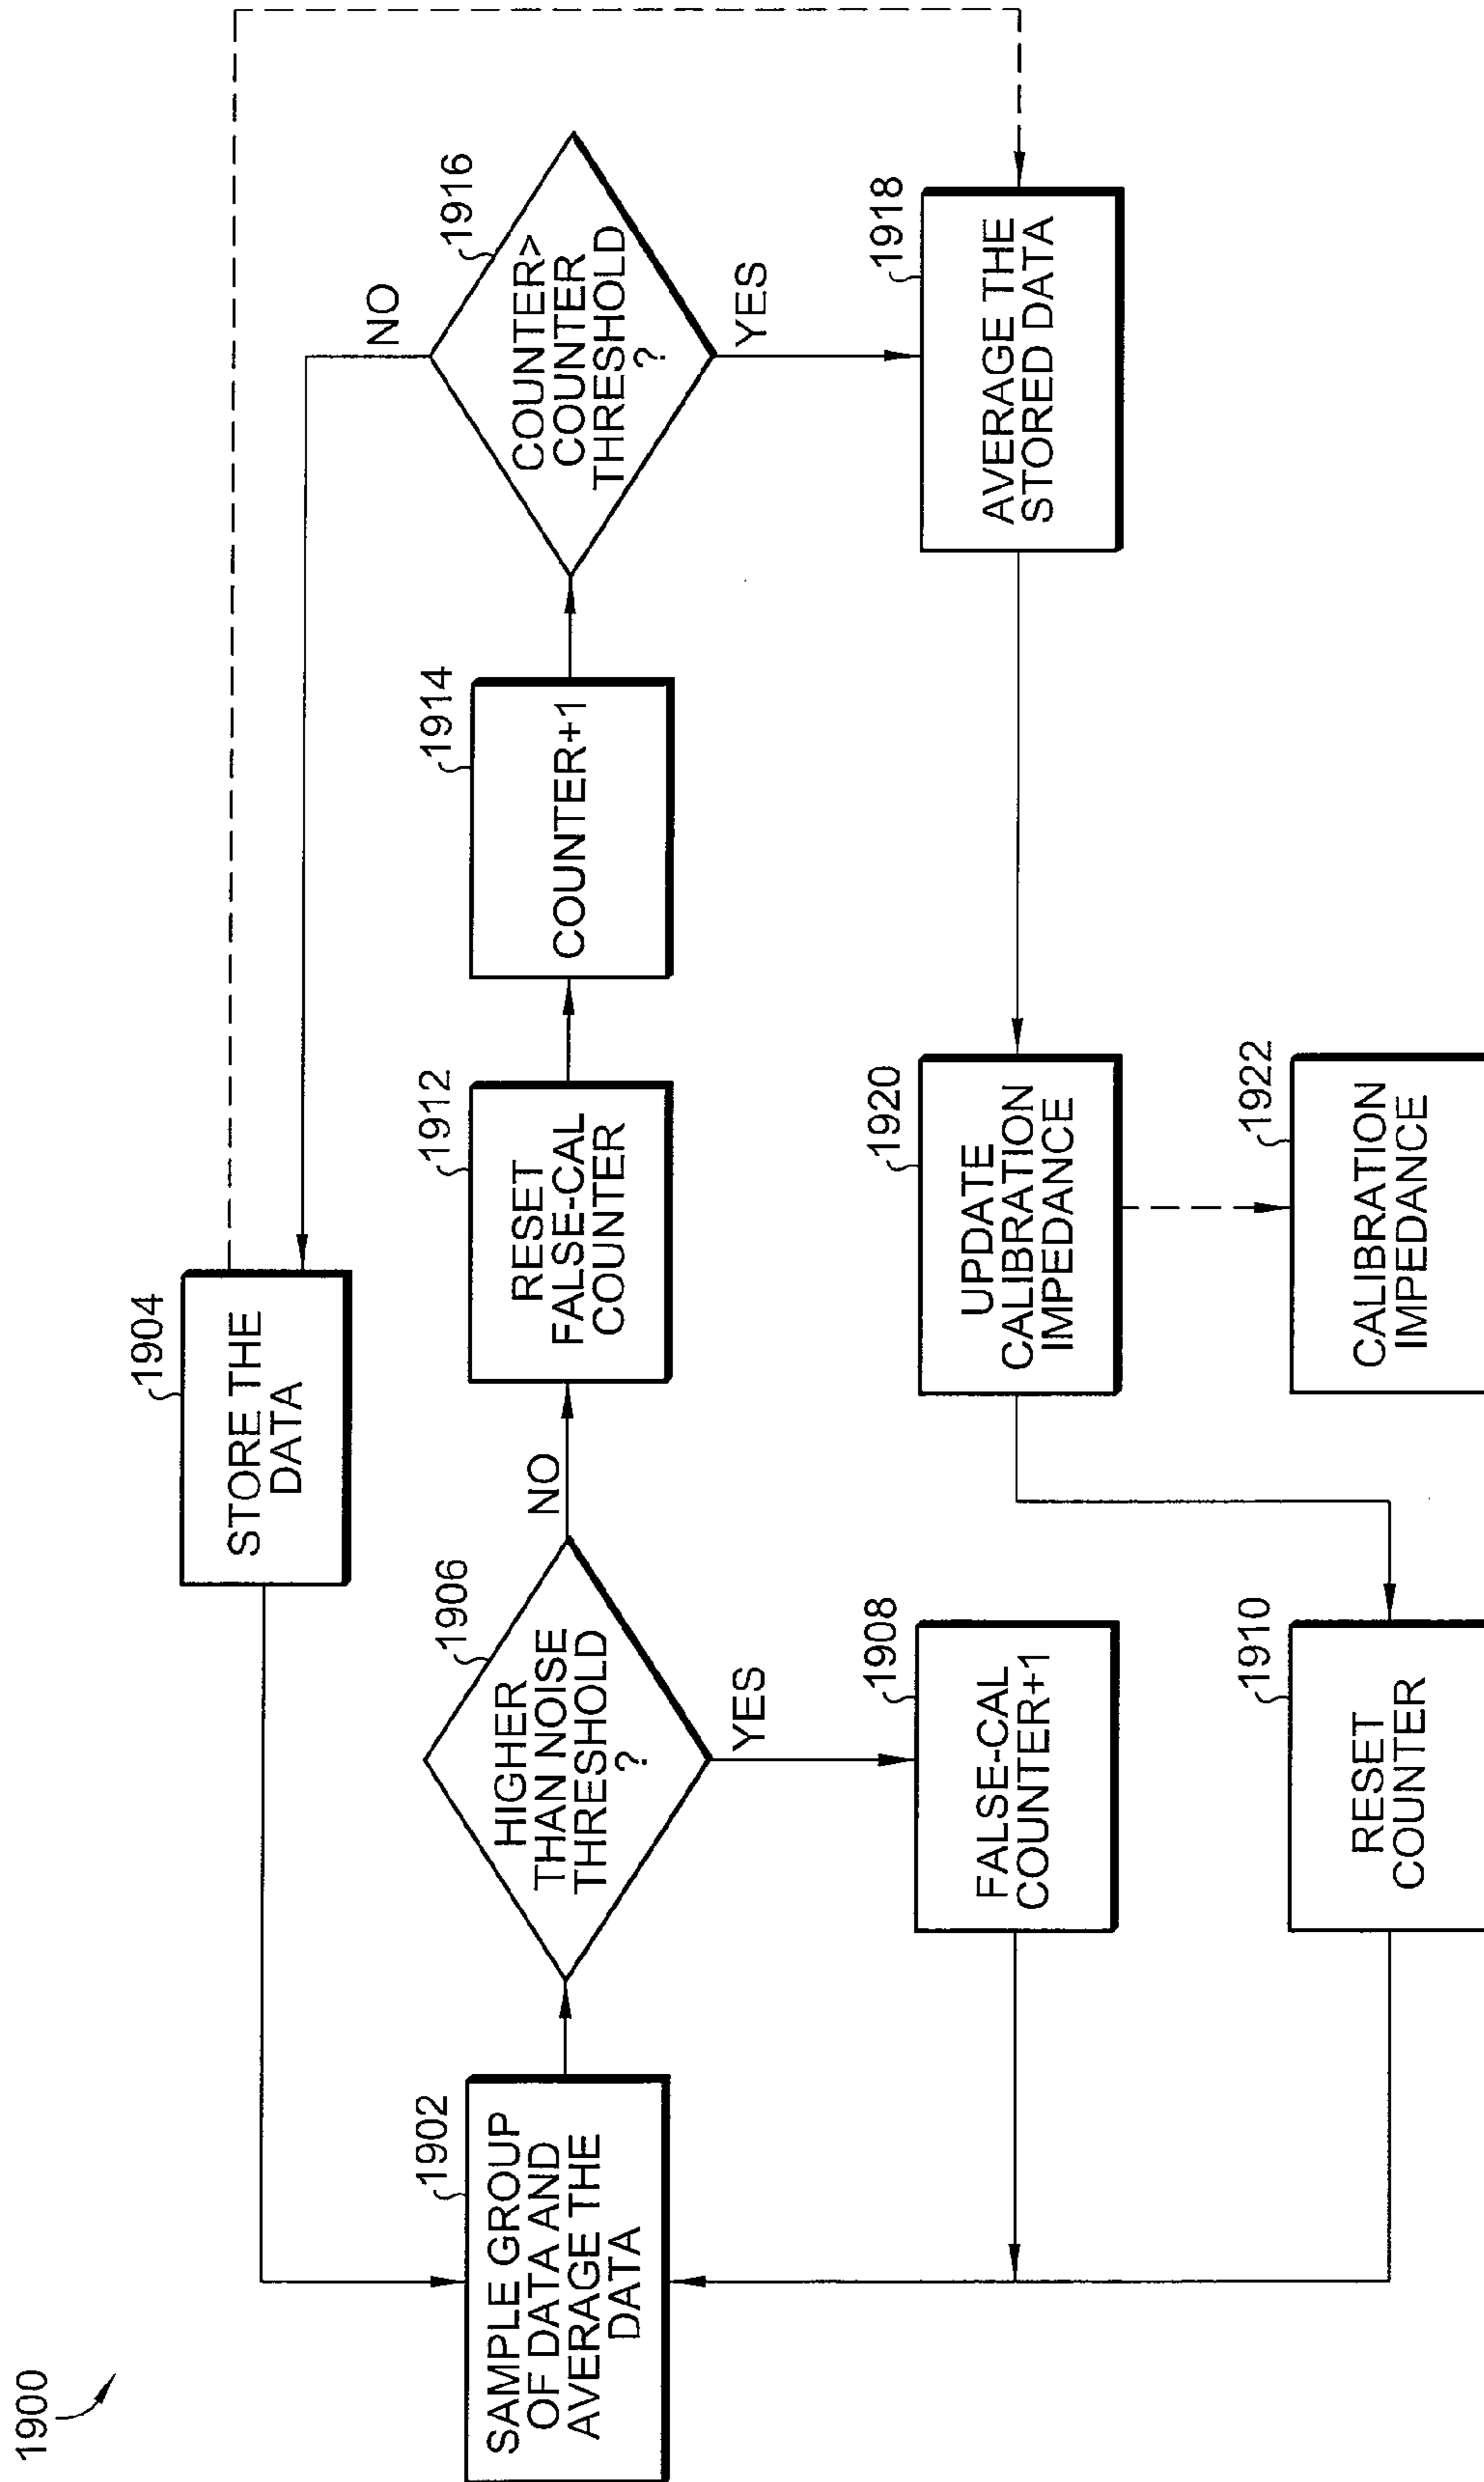 1900
1904
STORE THE
DATA
1902
SAMPLE GROUP
OF DATA AND
AVERAGE THE
DATA
1906
HIGHER
THAN NOISE
THRESHOLD
?
NO
YES
1912
RESET
FALSE-CAL
COUNTER
1914
COUNTER+1
1916
COUNTER>
COUNTER
THRESHOLD
?
NO
YES
1908
FALSE-CAL
COUNTER+1
1920
UPDATE
CALIBRATION
IMPEDANCE
1918
AVERAGE THE
STORED DATA
1910
RESET
COUNTER
1922
CALIBRATION
IMPEDANCE